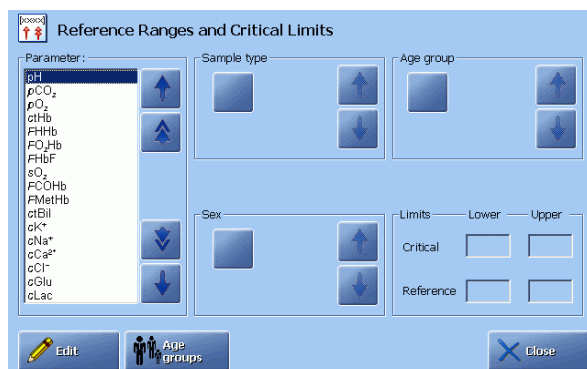 [xxxx]
Reference Ranges and Critical Limits
Parameter:
pH
pCO₂
pO₂
ctHb
FHHb
FO₂Hb
FHbF
sO₂
FCOHb
FMetHb
ctBil
cK⁺
cNa⁺
cCa²⁺
cCl⁻
cGlu
cLac
Sample type
Age group
Sex
Limits Lower Upper
Critical
Reference
Edit
Age
groups
Close